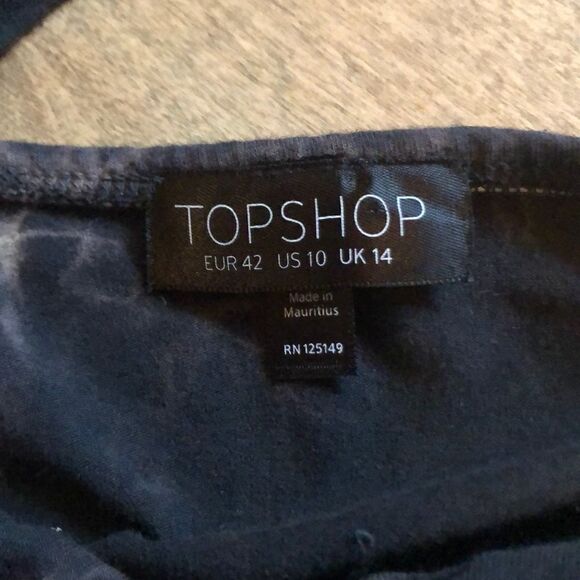 TOPSHOP
EUR 42 US 10 UK 14
Made in
Mauritius
RN 125149